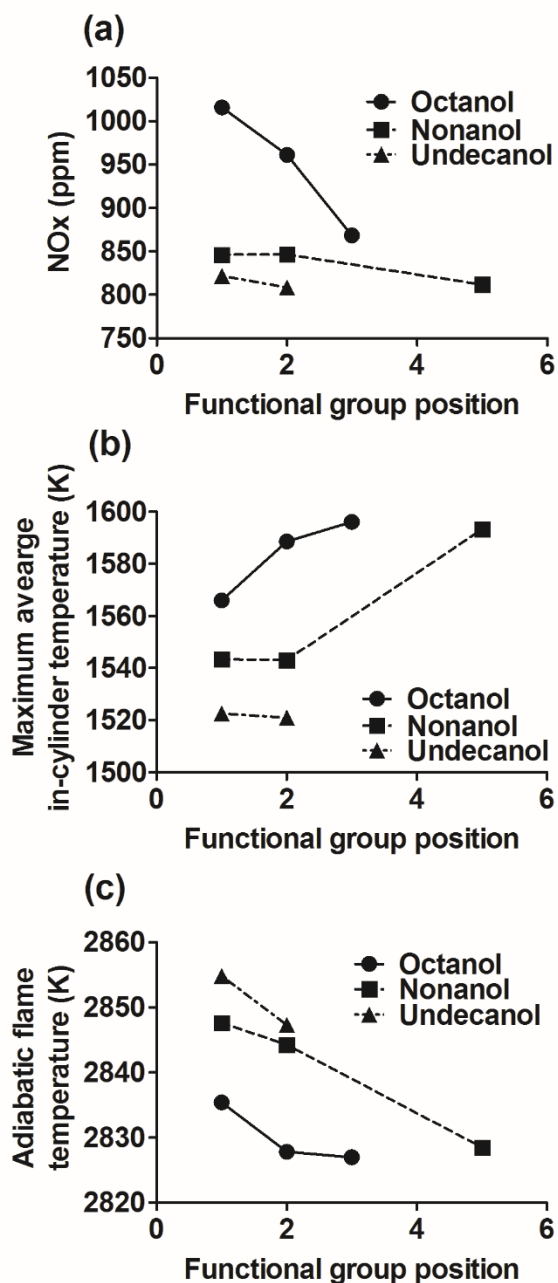 (a)
NOx (ppm)
1050
1000
950
900
850
800
750
0 2 4 6
Functional group position
Octanol
Nonanol
Undecanol
(b)
Maximum avearge
in-cylinder temperature (K)
1600
1580
1560
1540
1520
1500
0 2 4 6
Functional group position
Octanol
Nonanol
Undecanol
(c)
Adiabatic flame
temperature (K)
2860
2850
2840
2830
2820
0 2 4 6
Functional group position
Octanol
Nonanol
Undecanol